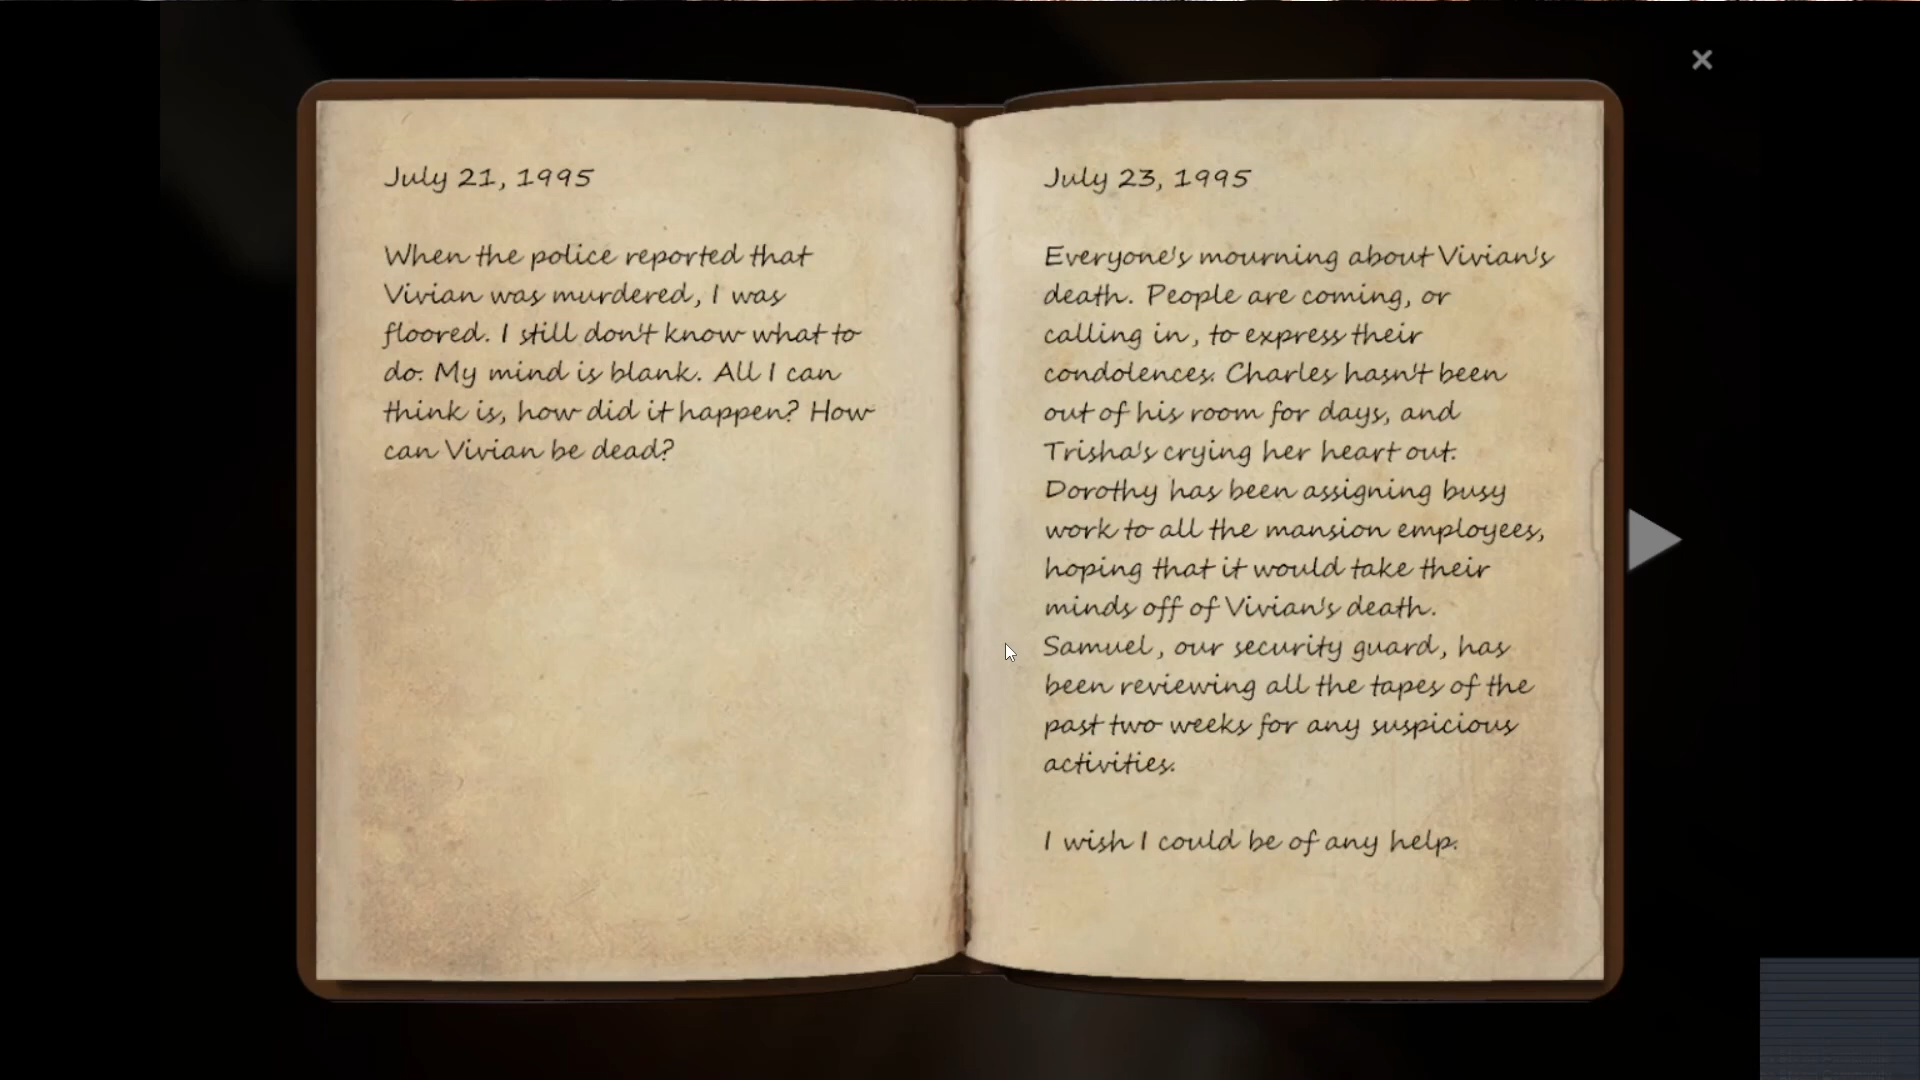 July 21, 1995
When the police reported that
Vivian was murdered, I was
floored. I still don't know what to
do. My mind is blank. All I can
think is, how did it happen? How
can Vivian be dead?
July 23, 1995
Everyone's mourning about Vivian's
death. People are coming, or
calling in, to express their
condolences. Charles hasn't been
out of his room for days, and
Trisha's crying her heart out.
Dorothy has been assigning busy
work to all the mansion employees,
hoping that it would take their
minds off of Vivian's death.
Samuel, our security guard, has
been reviewing all the tapes of the
past two weeks for any suspicious
activities.
I wish I could be of any help.